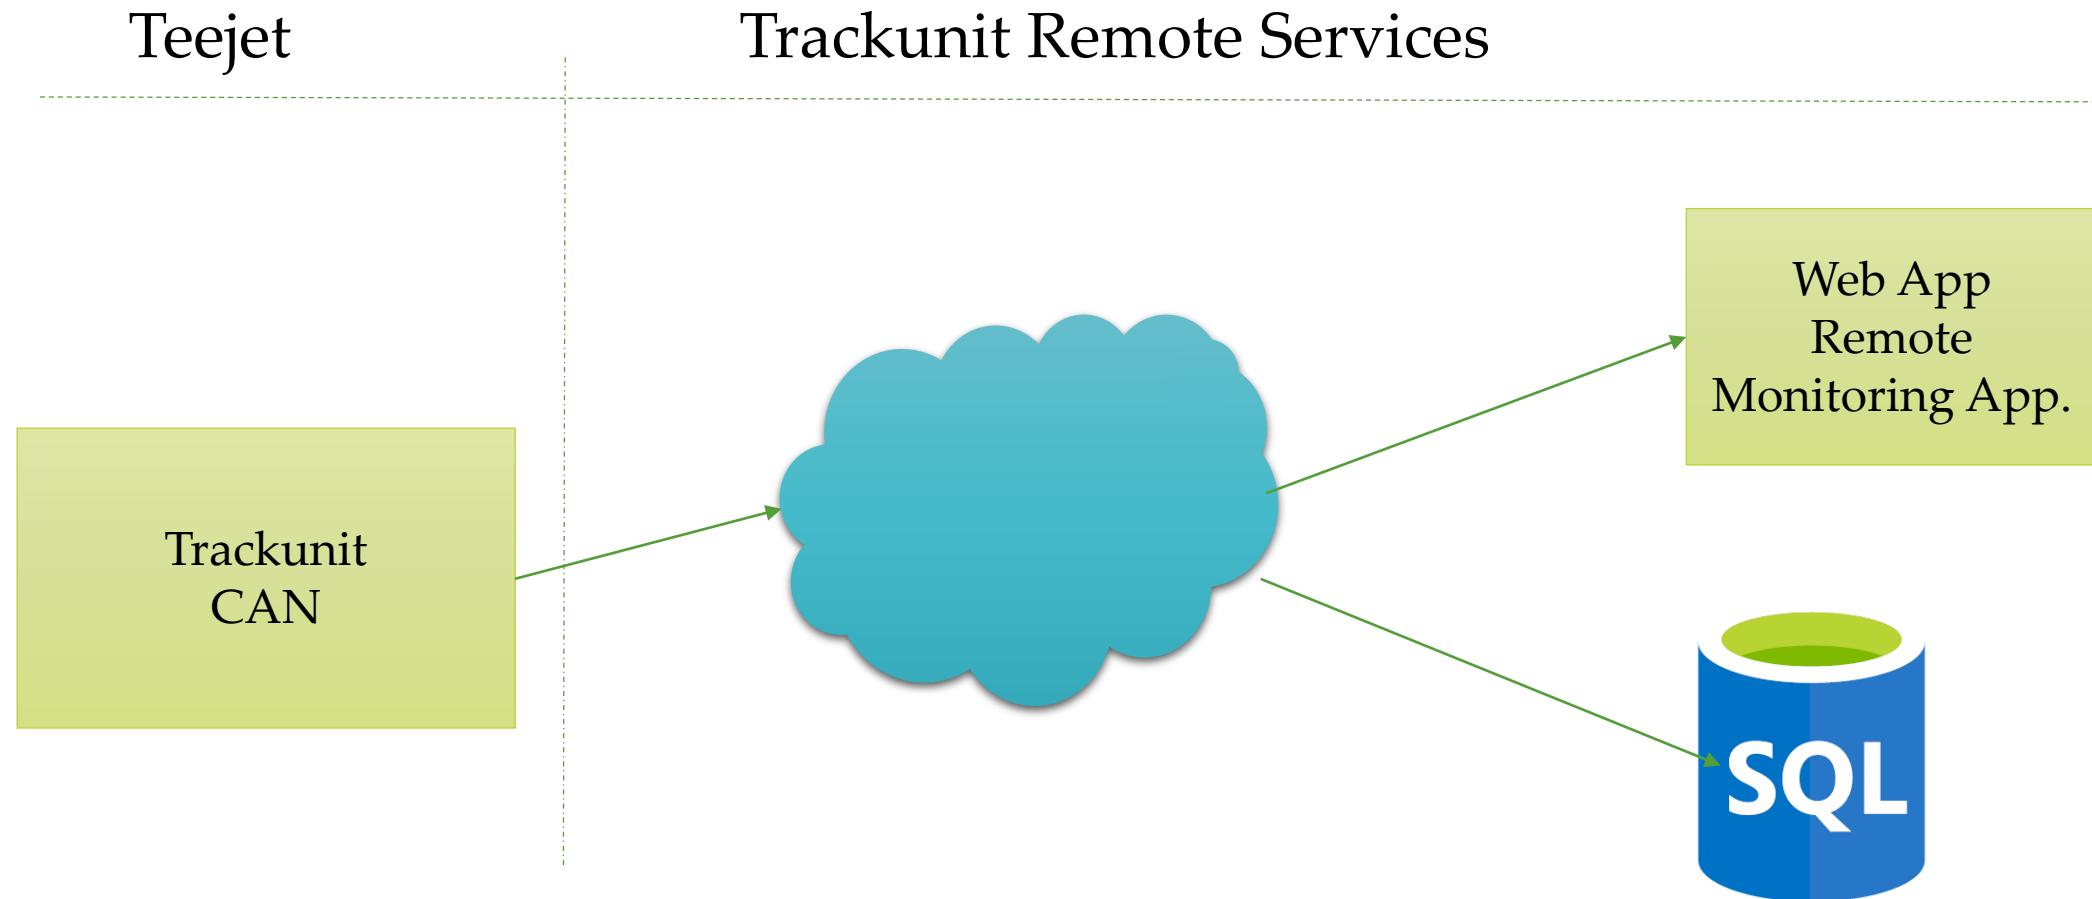 Teejet
Trackunit Remote Services
Web App
Remote
Monitoring App.
Trackunit
CAN
SQL